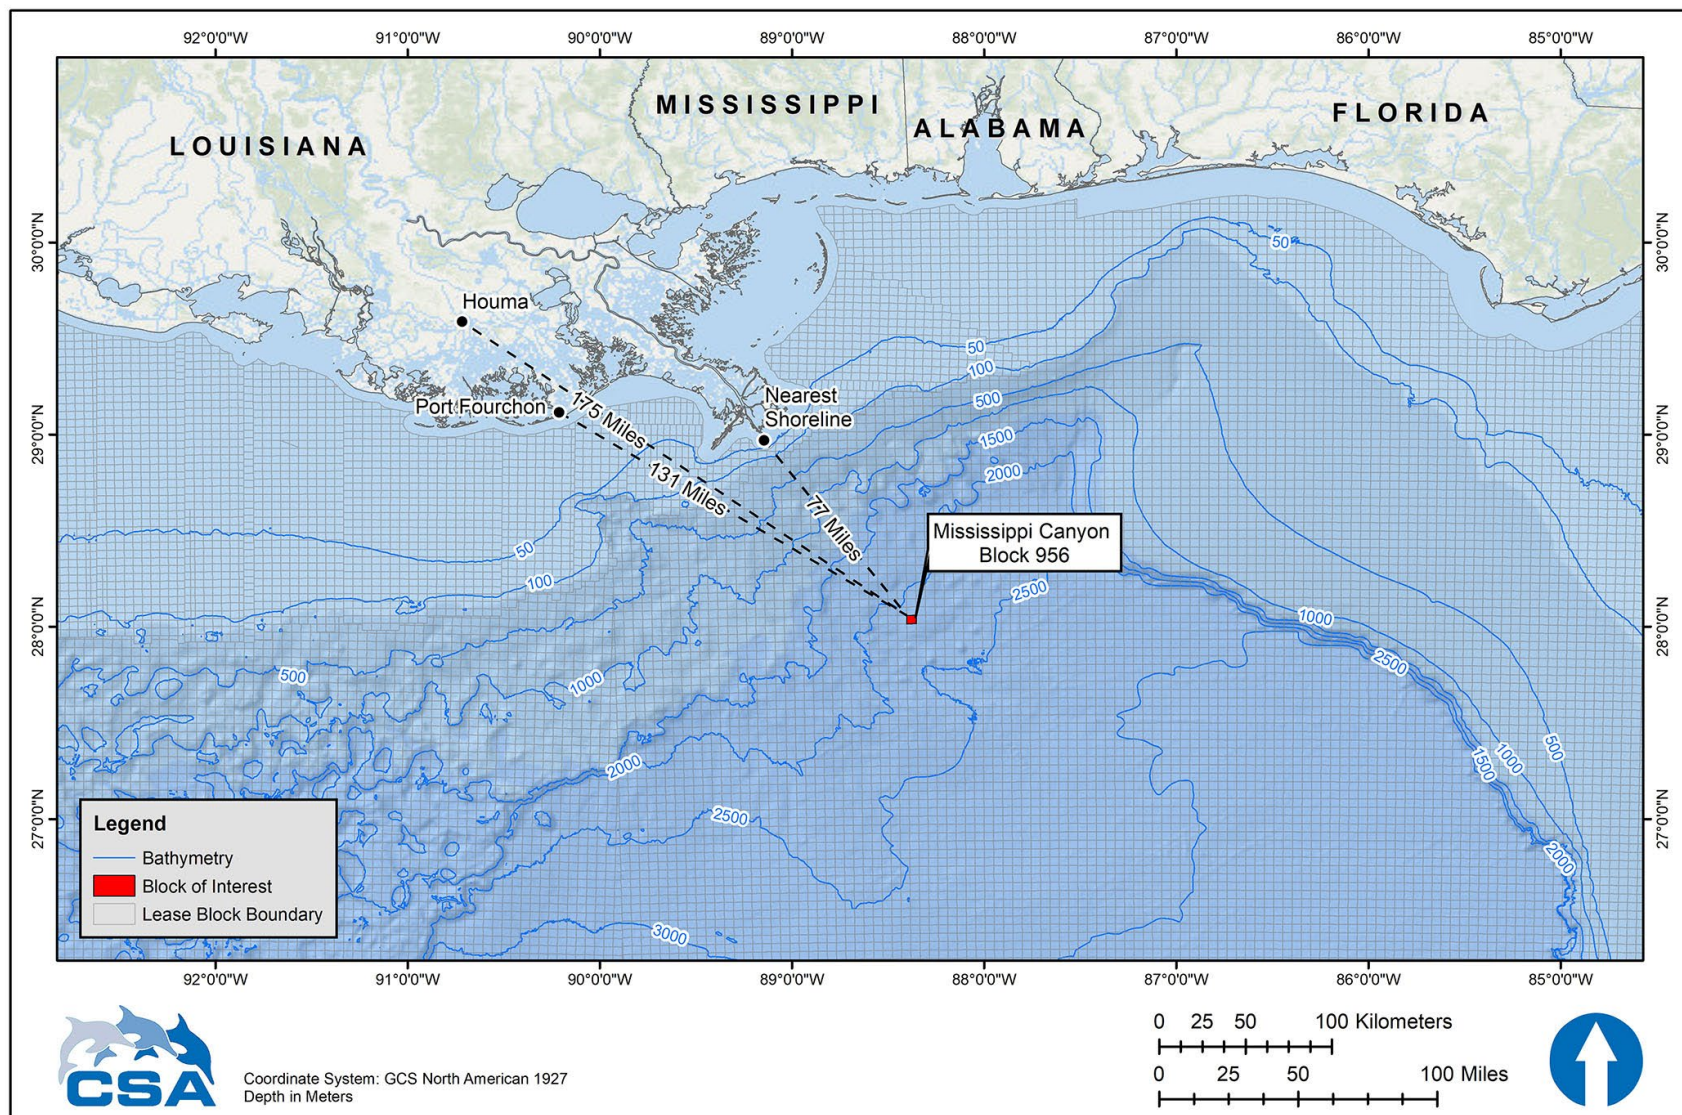 92°0'0"W 91°0'0"W 90°0'0"W 89°0'0"W 88°0'0"W 87°0'0"W 86°0'0"W 85°0'0"W
MISSISSIPPI
FLORIDA
ALABAMA
LOUISIANA
30°0'0"N
30°0'0"N
50
Houma
50
100
Nearest
Shoreline
500
Port Fourchon
175 Miles
29°0'0"N
29°0'0"N
1500
131 Miles
2000
77 Miles
Mississippi Canyon
Block 956
50
100
2500
1000
28°0'0"N
28°0'0"N
2500
500
1000
500
1000
1500
2000
27°0'0"N
27°0'0"N
2500
2000
3000
Legend
Bathymetry
Block of Interest
Lease Block Boundary
92°0'0"W 91°0'0"W 90°0'0"W 89°0'0"W 88°0'0"W 87°0'0"W 86°0'0"W 85°0'0"W
CSA
Coordinate System: GCS North American 1927
Depth in Meters
0 25 50 100 Kilometers
0 25 50 100 Miles